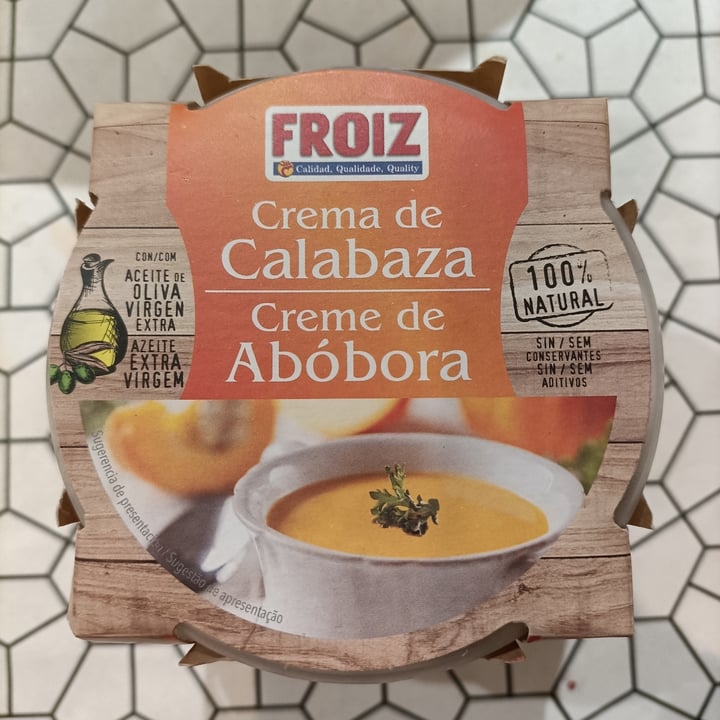 FROIZ
Calidad, Qualidade, Quality
Crema de
Calabaza
Creme de
Abóbora
CON/COM
ACEITE DE
OLIVA
VIRGEN
EXTRA
AZEITE
EXTRA
VIRGEM
100%
NATURAL
SIN / SEM
CONSERVANTES
SIN / SEM
ADITIVOS
Sugerencia de presentación / Sugestão de apresentação